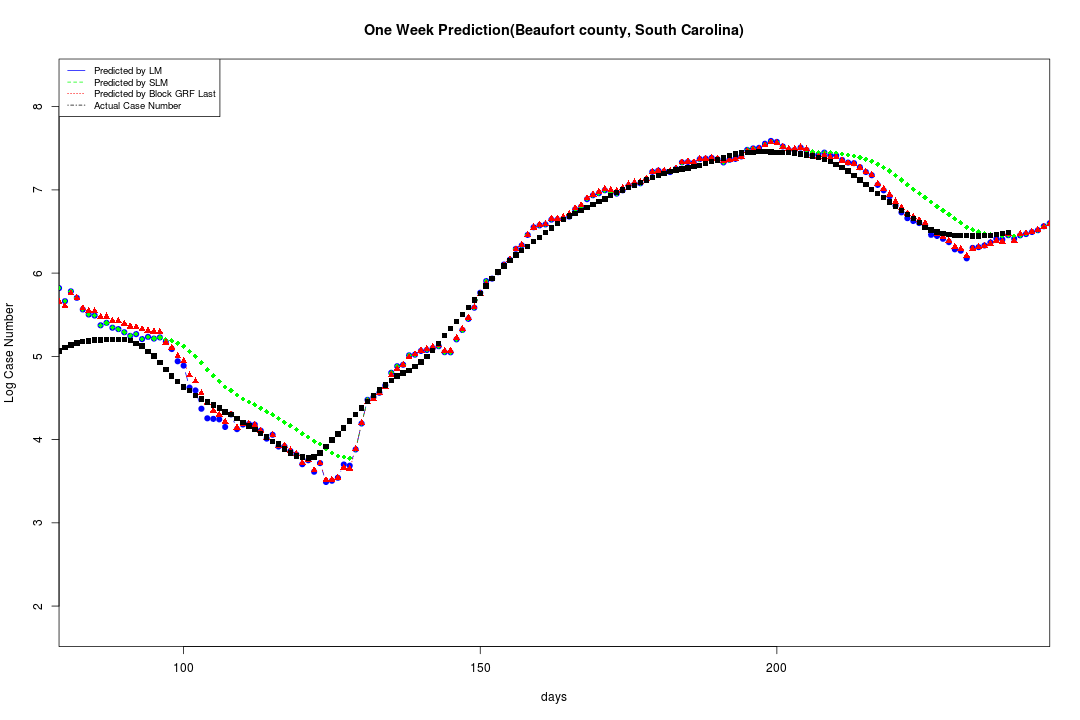 One Week Prediction(Beaufort county, South Carolina)
Predicted by LM
Predicted by SLM
Predicted by Block GRF Last
Actual Case Number
Log Case Number
8
7
6
5
4
3
2
100 150 200
days